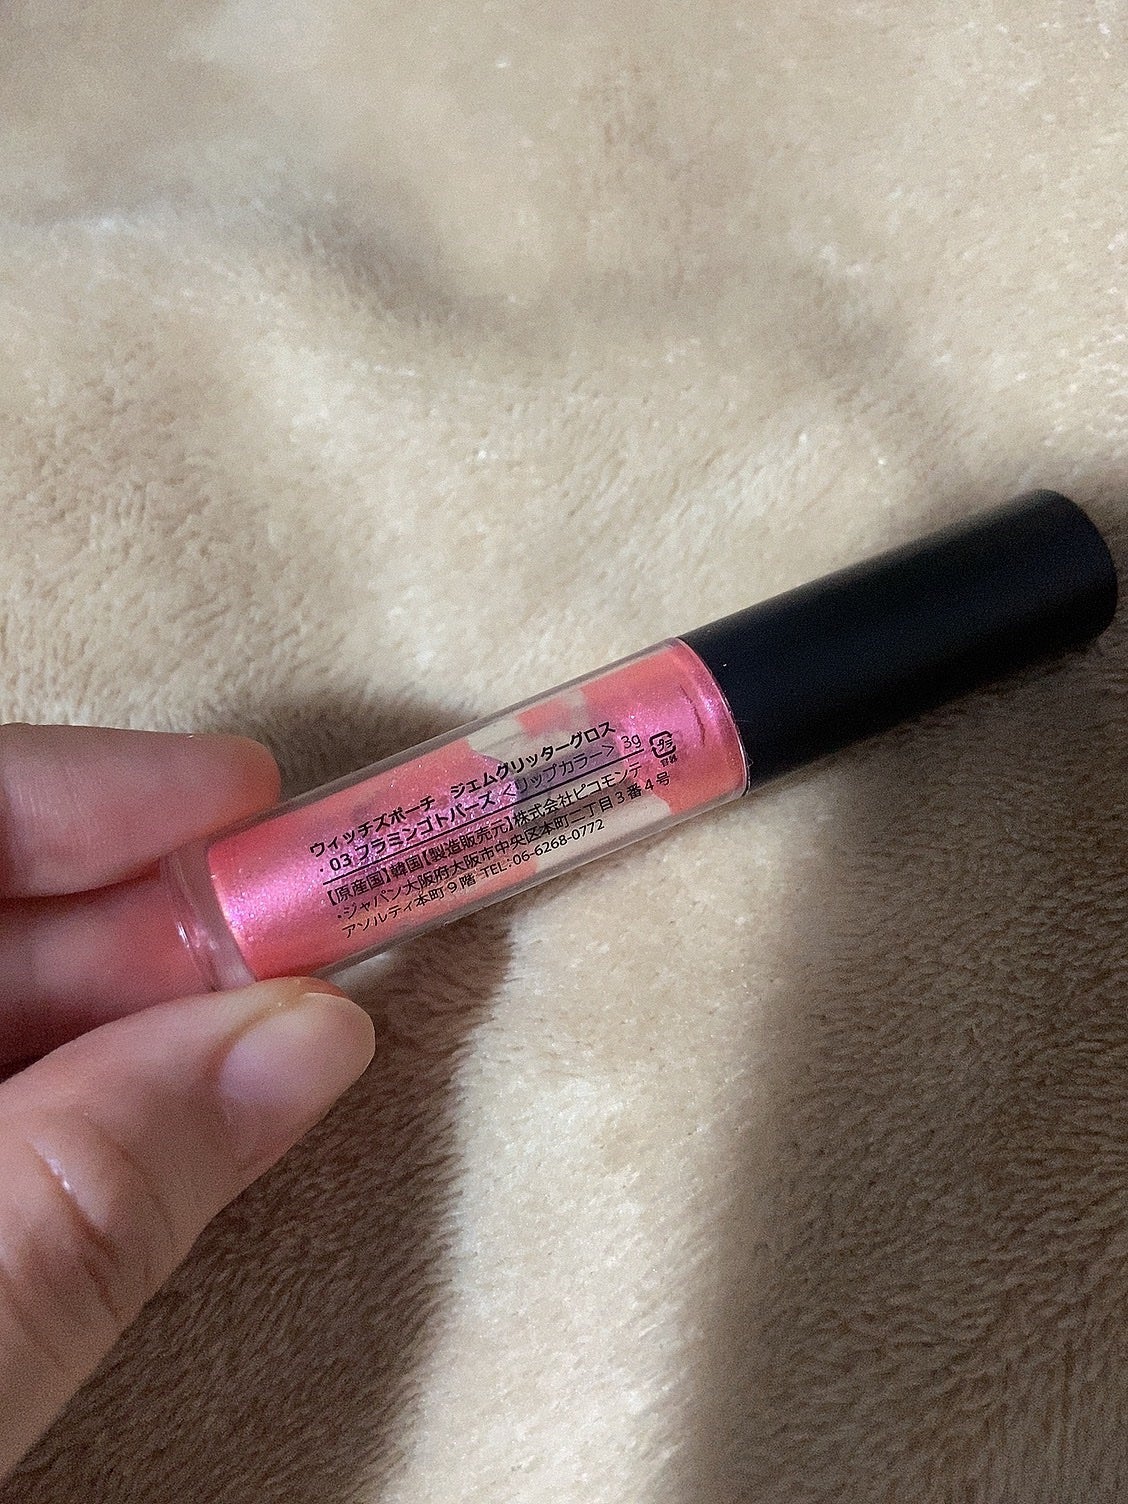 ウィッチズポーチ ジェムグリッターグロス
・03 フラミンゴトパーズ <リップカラー> 3g
プラ
容器
【原産国】韓国【製造販売元】株式会社ピコモンテ
・ジャパン大阪府大阪市中央区本町二丁目3番4号
アソルティ本町9階 TEL:06-6268-0772